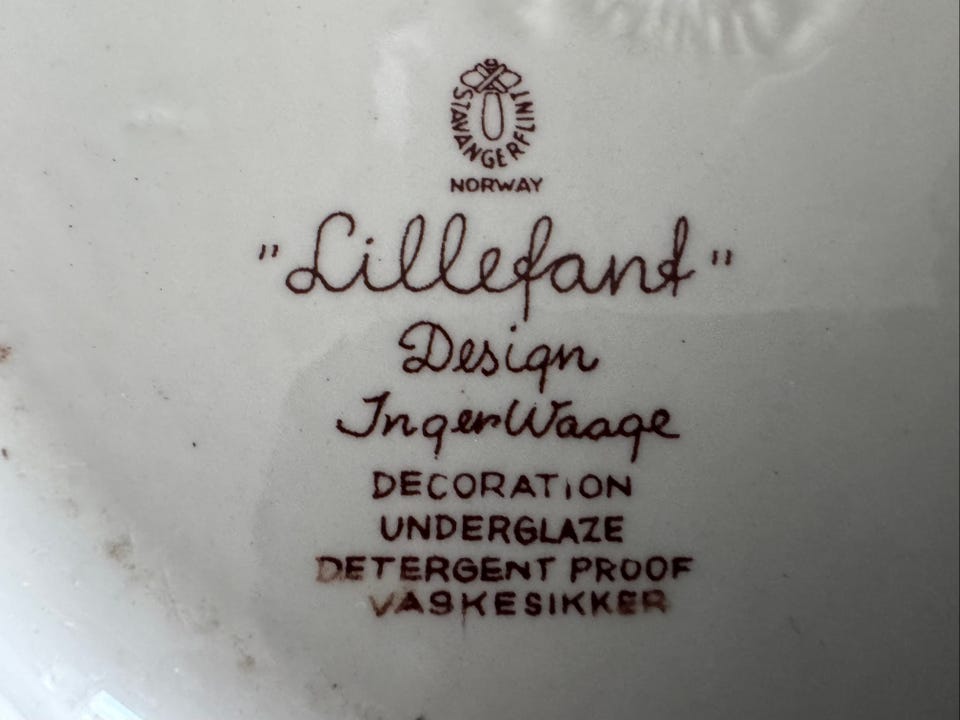 STAVANGERFLINT
NORWAY
"Lillefant"
Design
Inger Waage
DECORATION
UNDERGLAZE
DETERGENT PROOF
VASKESIKKER